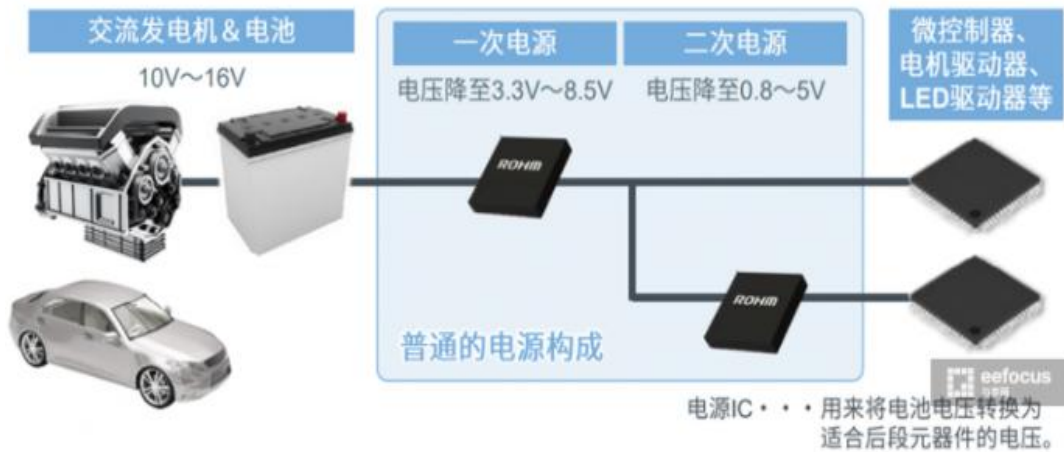 交流发电机&电池
10V～16V
一次电源
电压降至3.3V～8.5V
二次电源
电压降至0.8～5V
微控制器、
电机驱动器、
LED驱动器等
ROHM
ROHM
普通的电源构成
eefocus
电源IC・・・用来将电池电压转换为
适合后段元器件的电压。